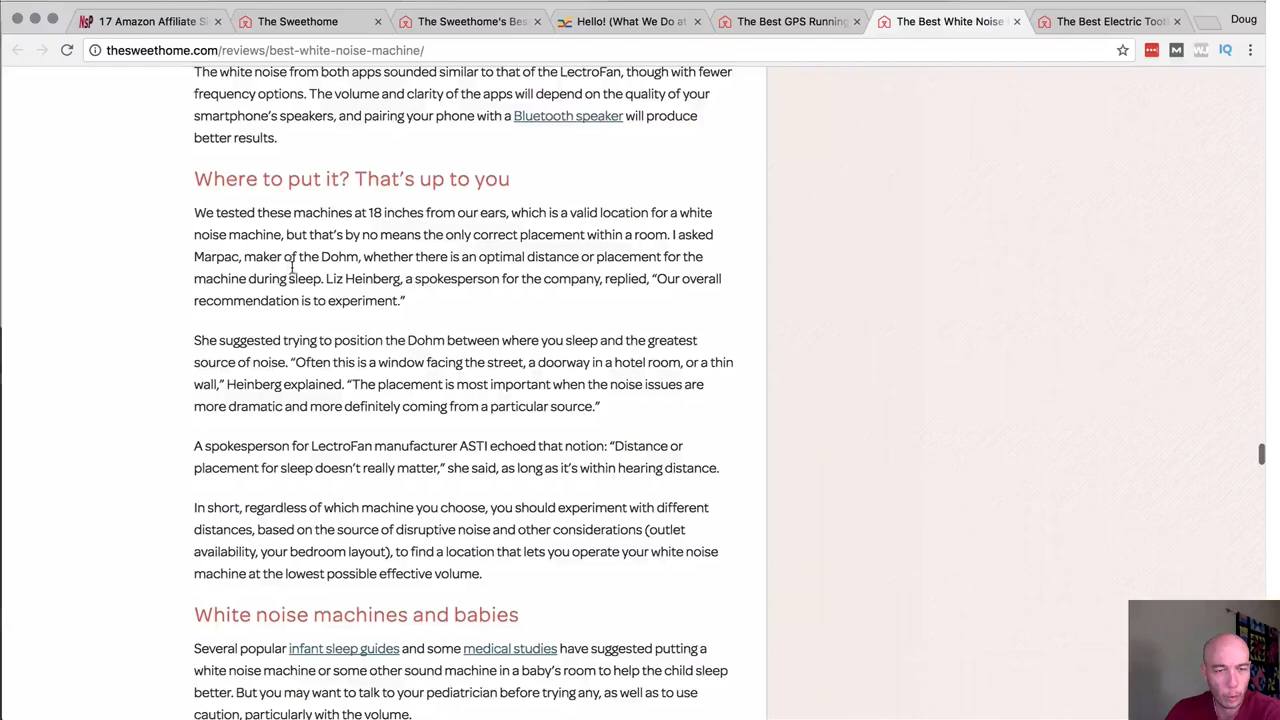 17 Amazon Affiliate Si
The Sweethome
The Sweethome's Bes
Hello! (What We Do at
The Best GPS Running
The Best White Noise
The Best Electric Toot
Doug
thesweethome.com/reviews/best-white-noise-machine/
The white noise from both apps sounded similar to that of the LectroFan, though with fewer
frequency options. The volume and clarity of the apps will depend on the quality of your
smartphone's speakers, and pairing your phone with a Bluetooth speaker will produce
better results.
Where to put it? That's up to you
We tested these machines at 18 inches from our ears, which is a valid location for a white
noise machine, but that's by no means the only correct placement within a room. I asked
Marpac, maker of the Dohm, whether there is an optimal distance or placement for the
machine during sleep. Liz Heinberg, a spokesperson for the company, replied, “Our overall
recommendation is to experiment.”
She suggested trying to position the Dohm between where you sleep and the greatest
source of noise. “Often this is a window facing the street, a doorway in a hotel room, or a thin
wall,” Heinberg explained. “The placement is most important when the noise issues are
more dramatic and more definitely coming from a particular source.”
A spokesperson for LectroFan manufacturer ASTI echoed that notion: “Distance or
placement for sleep doesn't really matter,” she said, as long as it's within hearing distance.
In short, regardless of which machine you choose, you should experiment with different
distances, based on the source of disruptive noise and other considerations (outlet
availability, your bedroom layout), to find a location that lets you operate your white noise
machine at the lowest possible effective volume.
White noise machines and babies
Several popular infant sleep guides and some medical studies have suggested putting a
white noise machine or some other sound machine in a baby's room to help the child sleep
better. But you may want to talk to your pediatrician before trying any, as well as to use
caution, particularly with the volume.